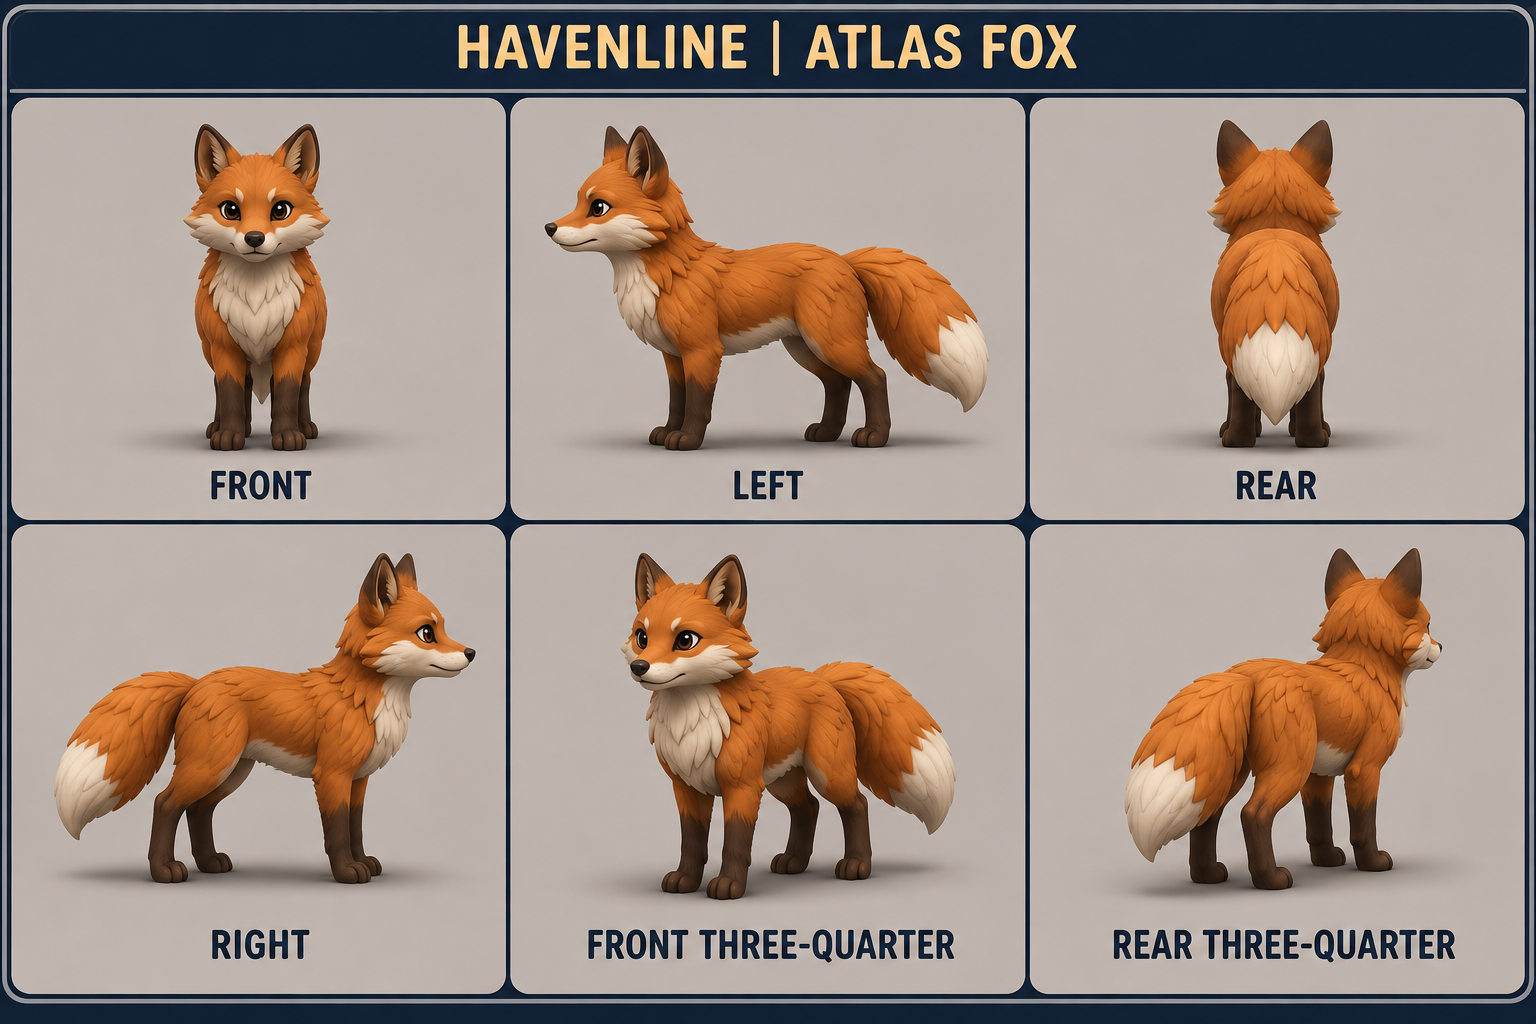 HAVENLINE | ATLAS FOX
FRONT
LEFT
REAR
RIGHT
FRONT THREE-QUARTER
REAR THREE-QUARTER